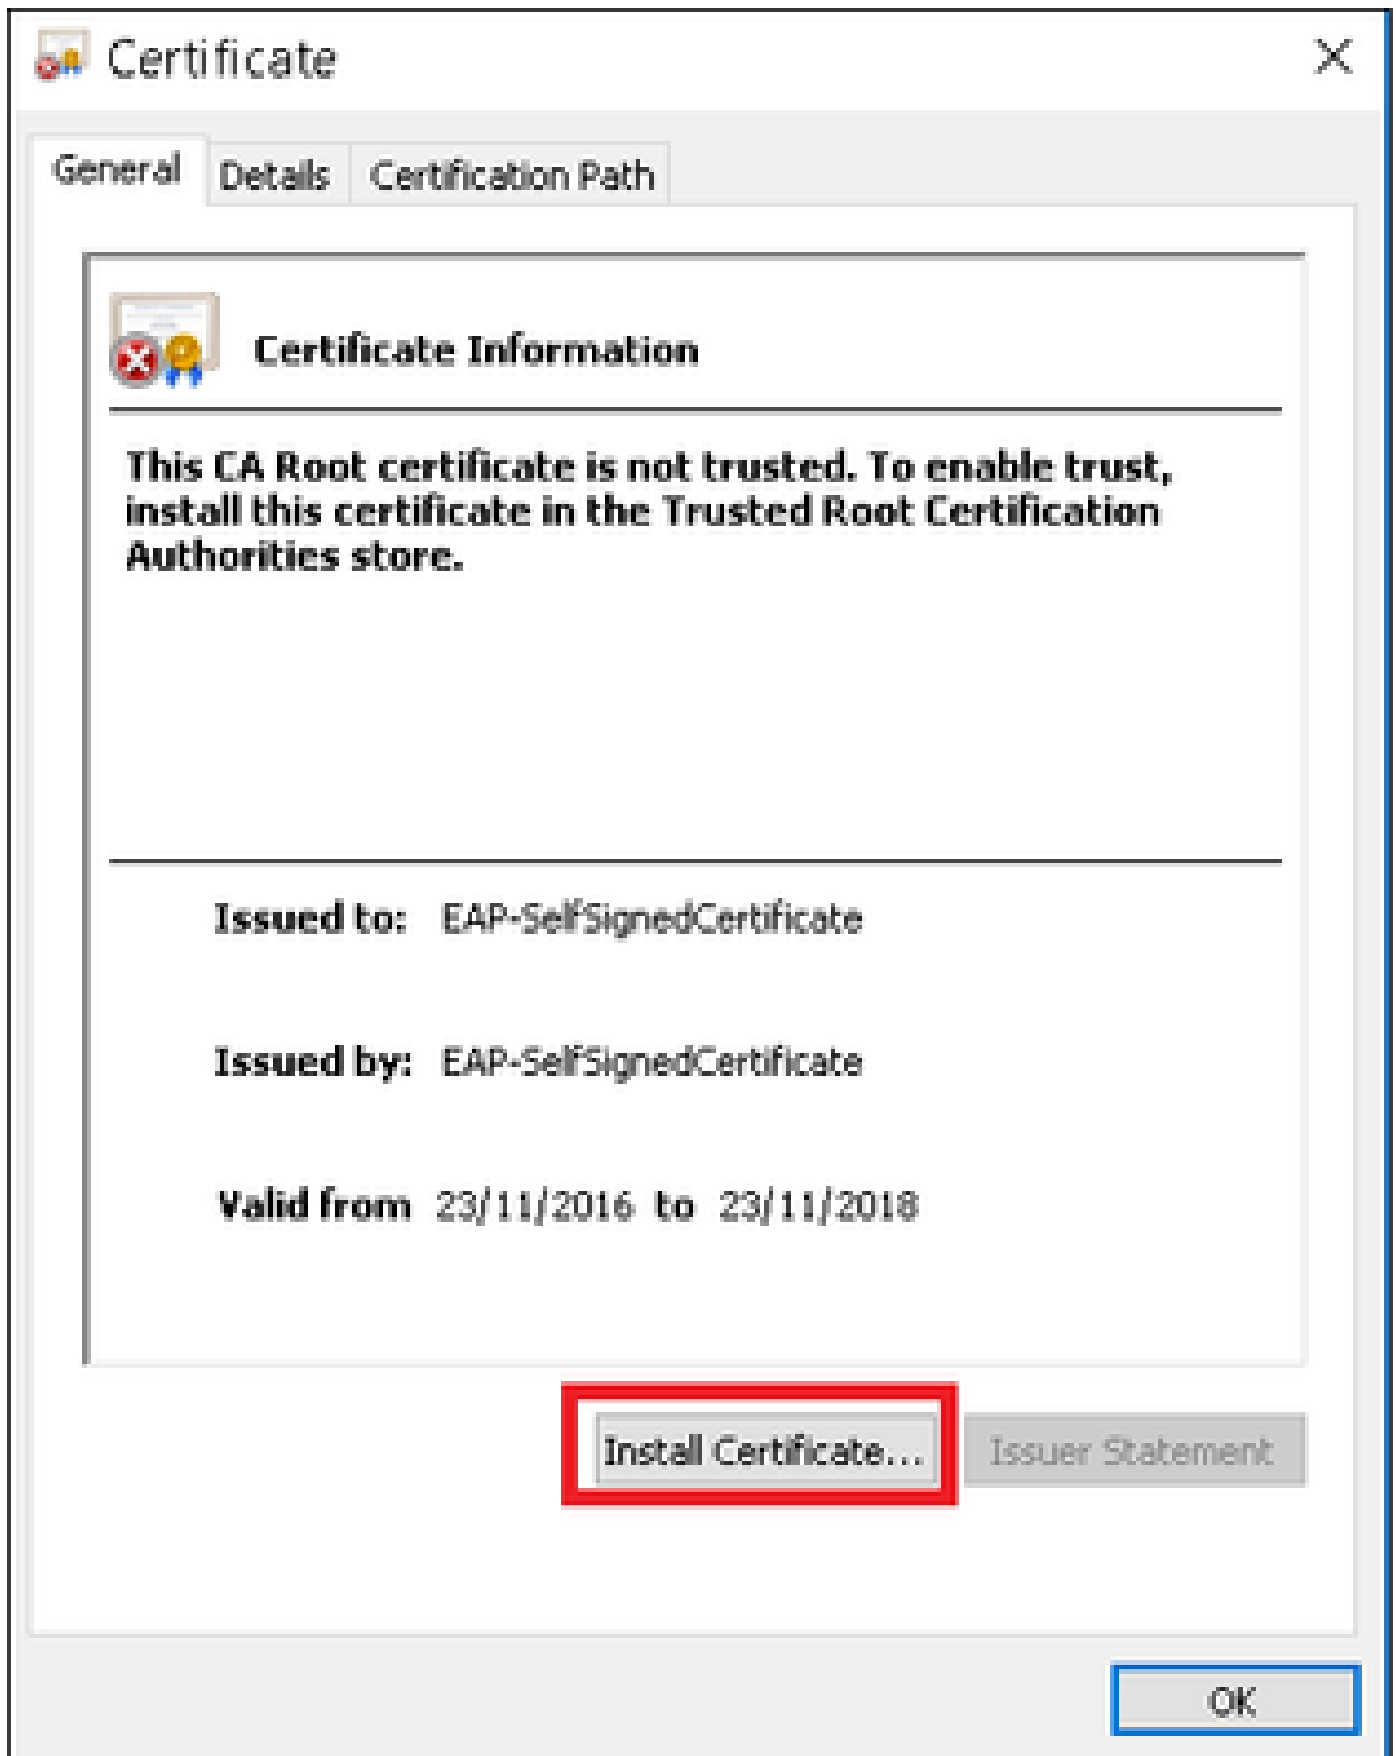 Certificate
General Details Certification Path
Certificate Information
This CA Root certificate is not trusted. To enable trust,
install this certificate in the Trusted Root Certification
Authorities store.
Issued to: EAP-SelfSignedCertificate
Issued by: EAP-SelfSignedCertificate
Valid from 23/11/2016 to 23/11/2018
Install Certificate... Issuer Statement
OK